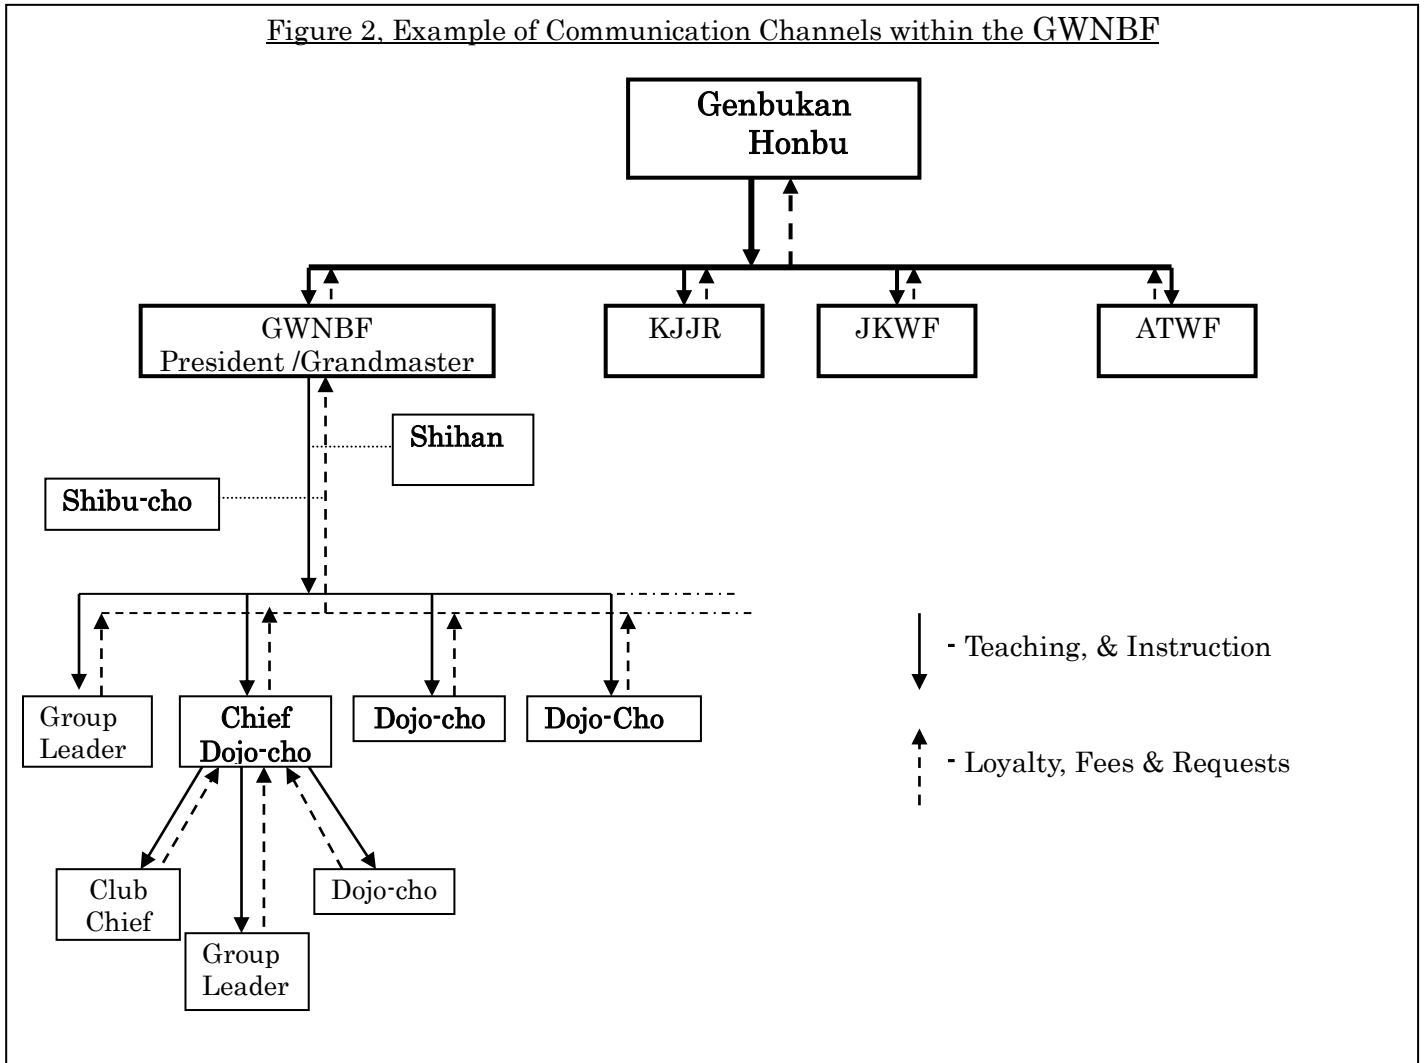 Figure 2, Example of Communication Channels within the GWNBF
Genbukan
Honbu
GWNBF
President /Grandmaster
KJJR
JKWF
ATWF
Shihan
Shibu-cho
- Teaching, & Instruction
Group
Leader
Chief
Dojo-cho
Dojo-cho
Dojo-Cho
- Loyalty, Fees & Requests
Club
Chief
Group
Leader
Dojo-cho